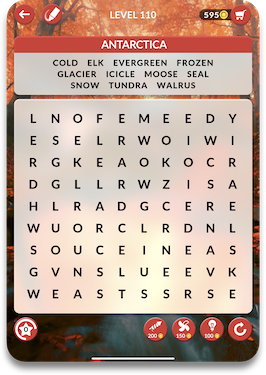 LEVEL 110
595
ANTARCTICA
COLD ELK EVERGREEN FROZEN
GLACIER ICICLE MOOSE SEAL
SNOW TUNDRA WALRUS
L N O F E M E E D Y
E S E L R W O I W I
R G K E A O K O C R
D G L L R W Z I S A
H L R A D G C E R E
W U O R C L R D N L
S O U C E I N E A S
G V N S L U E E V K
W E A S T S S R S E
200
150
100